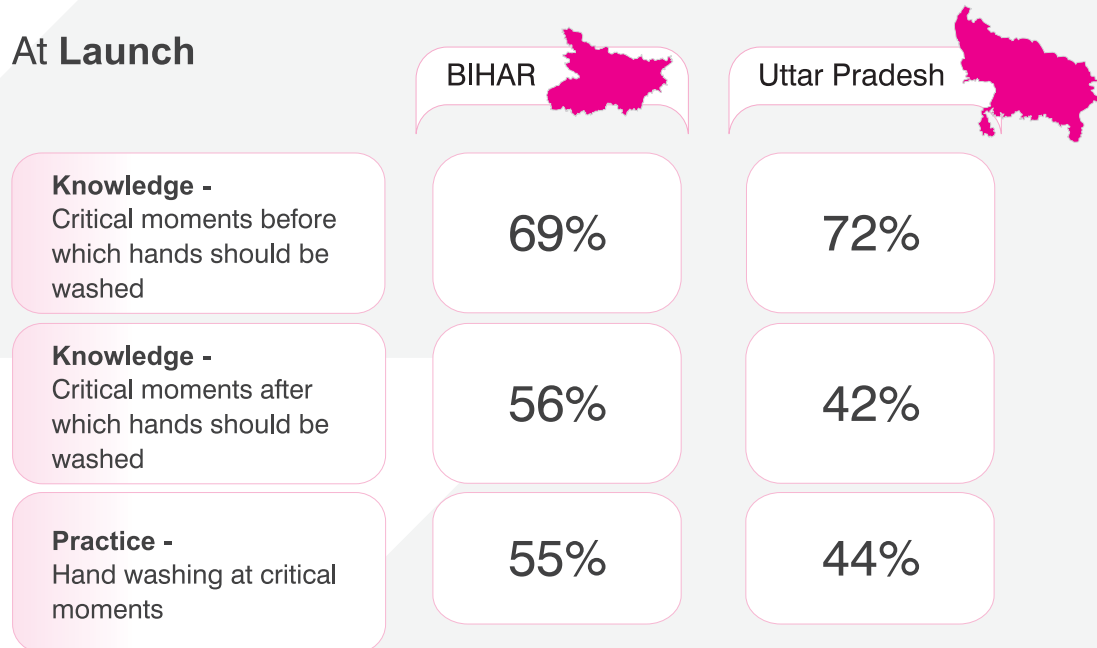 At Launch
BIHAR
Uttar Pradesh
Knowledge -
Critical moments before
which hands should be
washed
69%
72%
Knowledge -
Critical moments after
which hands should be
washed
56%
42%
Practice -
Hand washing at critical
moments
55%
44%